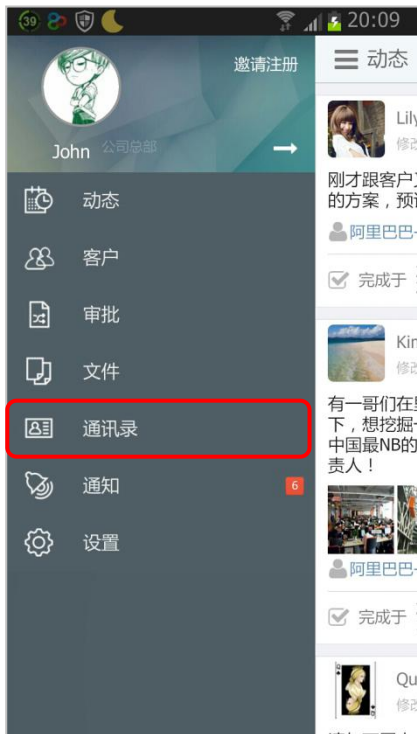 39
20:09
邀请注册
John 公司总部
动态
客户
审批
文件
通讯录
通知 6
设置
动态
Lily
刚才跟客户
的方案，预
阿里巴巴-
完成于
修改
有一哥们在
下，想挖掘
中国最NB的
责人！
阿里巴巴-
完成于
Qu